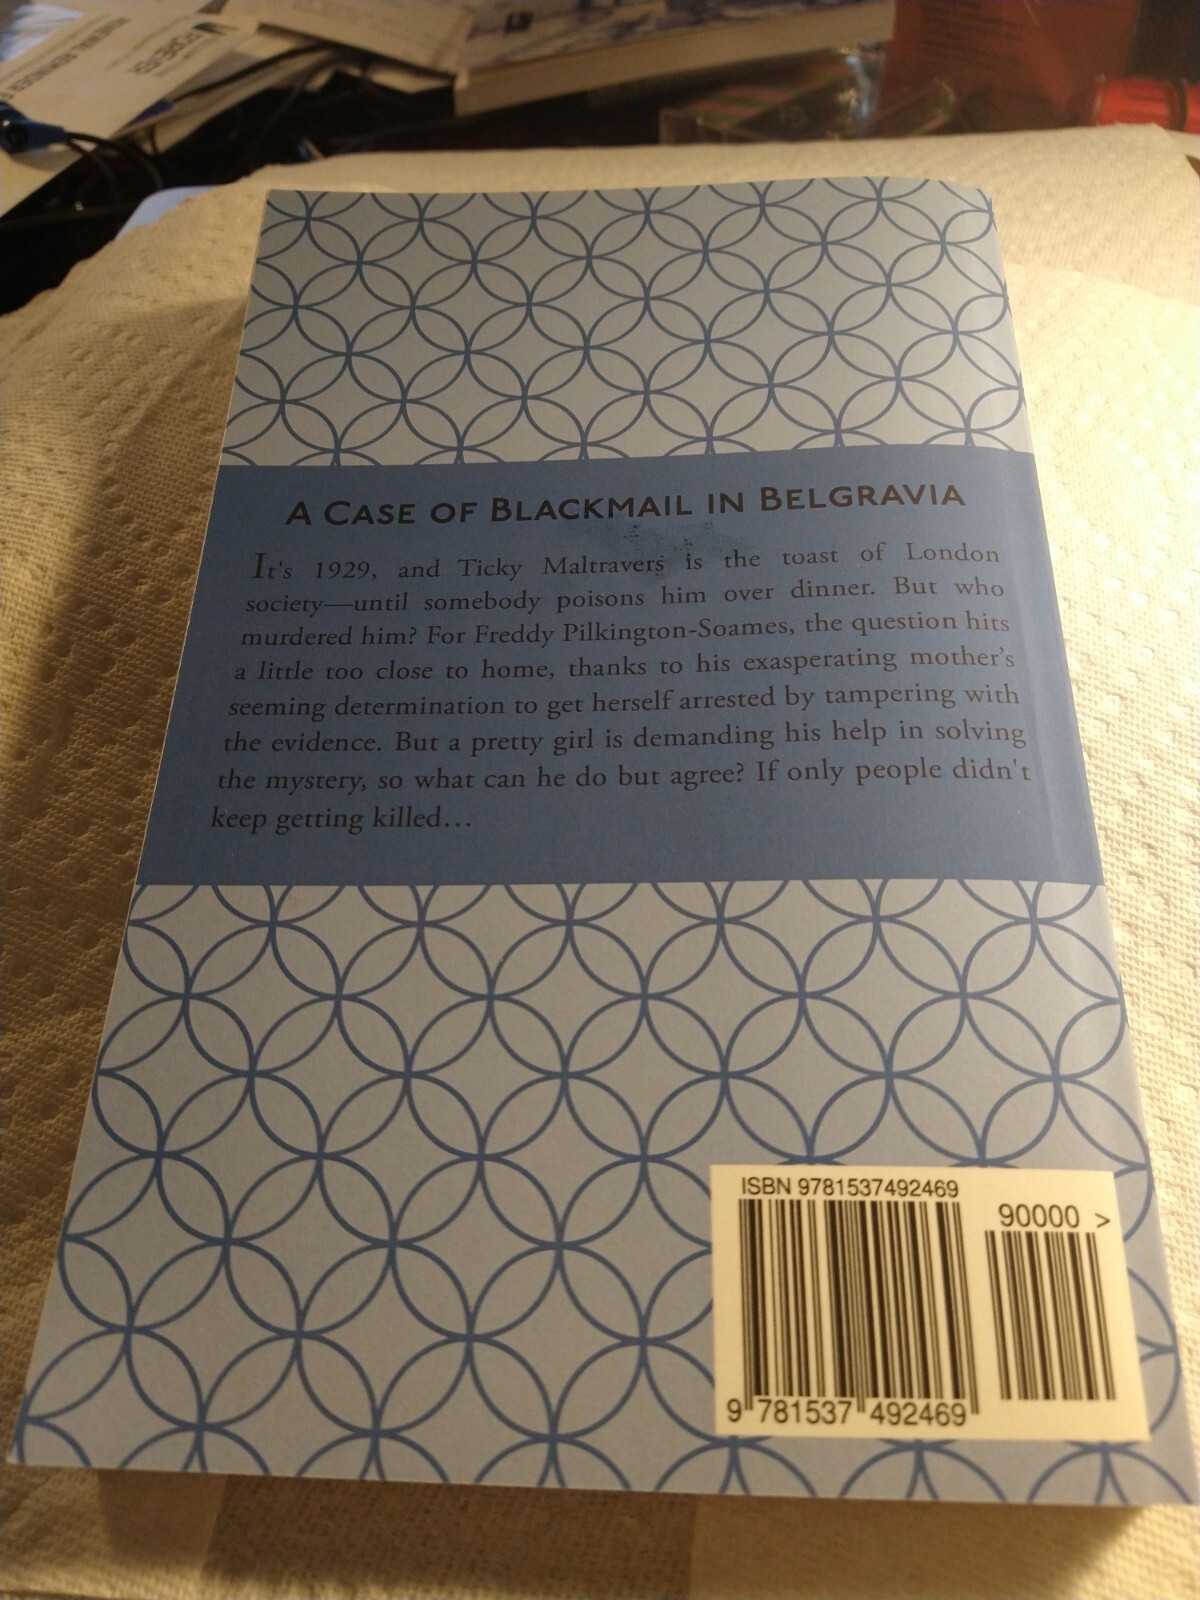 A CASE OF BLACKMAIL IN BELGRAVIA
It's 1929, and Ticky Maltravers is the toast of London
society—until somebody poisons him over dinner. But who
murdered him? For Freddy Pilkington-Soames, the question hits
a little too close to home, thanks to his exasperating mother's
seeming determination to get herself arrested by tampering with
the evidence. But a pretty girl is demanding his help in solving
the mystery, so what can he do but agree? If only people didn't
keep getting killed…
ISBN 9781537492469
90000 >
9 781537 492469